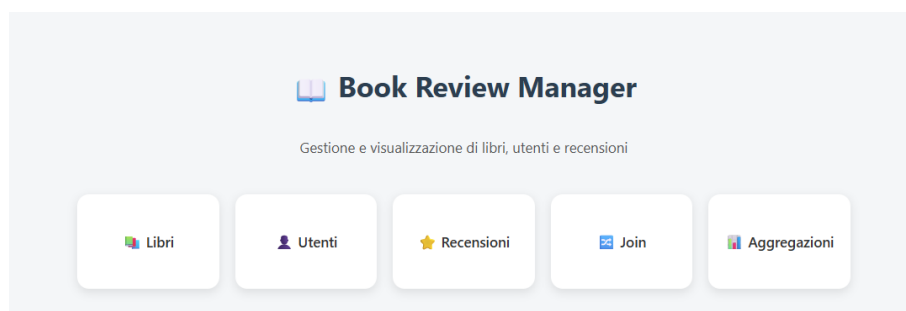 Book Review Manager
Gestione e visualizzazione di libri, utenti e recensioni
Libri
Utenti
Recensioni
Join
Aggregazioni